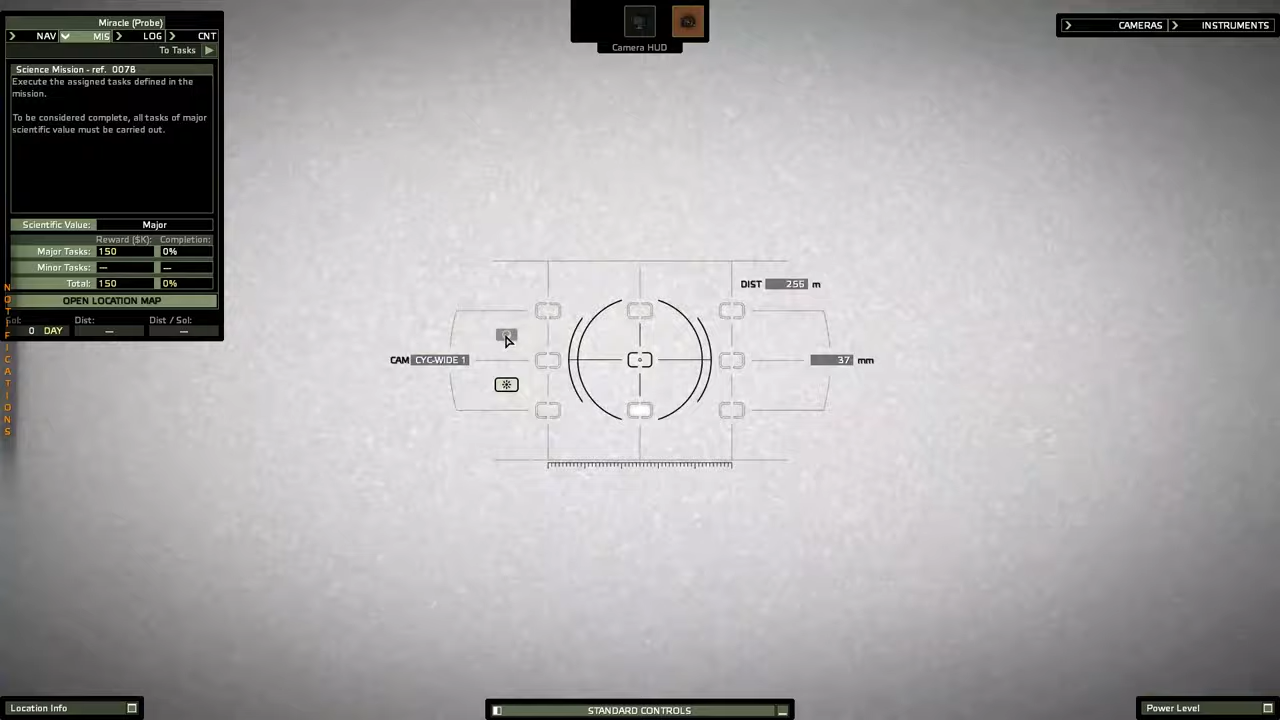 Miracle (Probe)
NAV MIS LOG CNT
To Tasks
Science Mission - ref. 0078
Execute the assigned tasks defined in the
mission.
To be considered complete, all tasks of major
scientific value must be carried out.
Scientific Value: Major
Reward ($K): Completion:
Major Tasks: 150 0%
Minor Tasks: --- ---
Total: 150 0%
OPEN LOCATION MAP
Dist: Dist / Sol:
0 DAY --- ---
NOTIFICATIONS
Camera HUD
CAMERAS INSTRUMENTS
DIST 256 m
CAM CYC-WIDE 1
37 mm
Location Info
STANDARD CONTROLS
Power Level